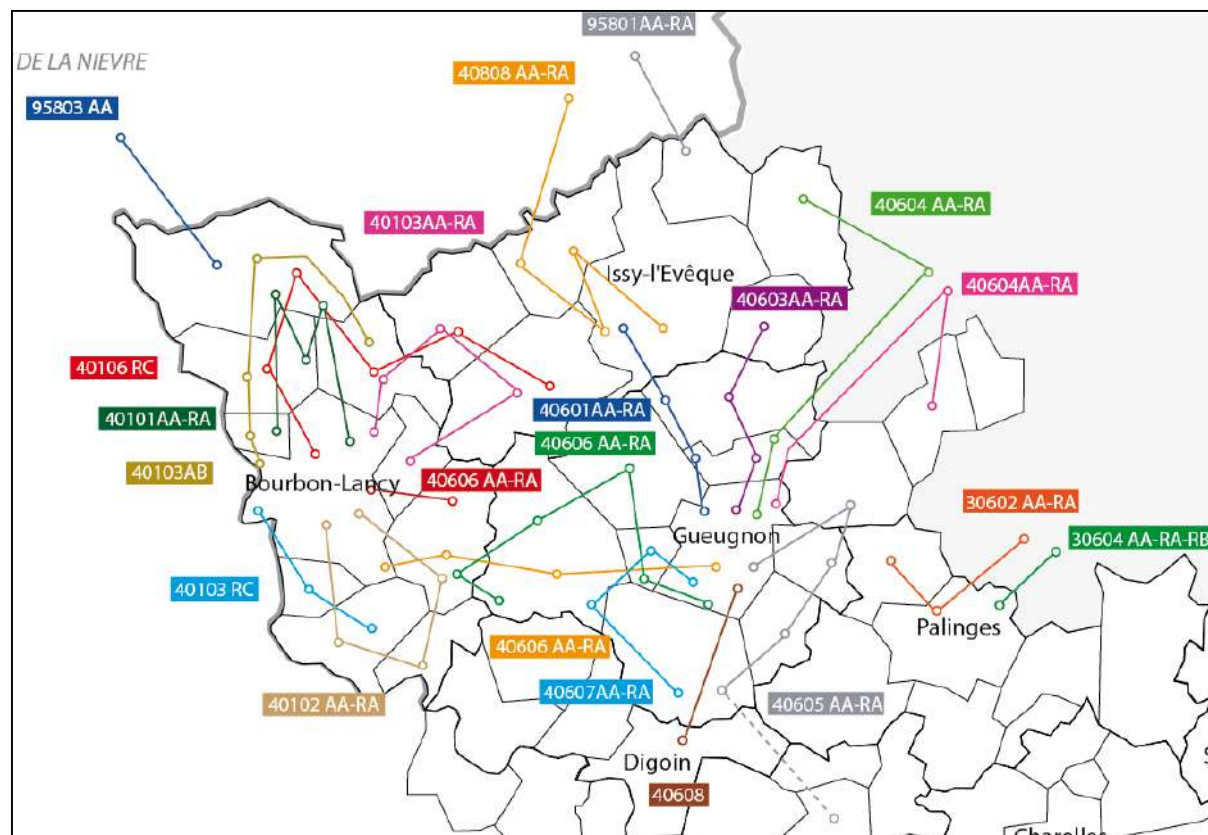 95801AA-RA
DE LA NIEVRE
40808 AA-RA
95803 AA
40604 AA-RA
40103AA-RA
Issy-l'Evêque
40604AA-RA
40603AA-RA
40106 RC
40601AA-RA
40101AA-RA
40606 AA-RA
40103AB
Bourbon-Lancy
40606 AA-RA
30602 AA-RA
Gueugnon
30604 AA-RA-RB
40103 RC
Palinges
40606 AA-RA
40607AA-RA
40102 AA-RA
40605 AA-RA
Digoin
40608